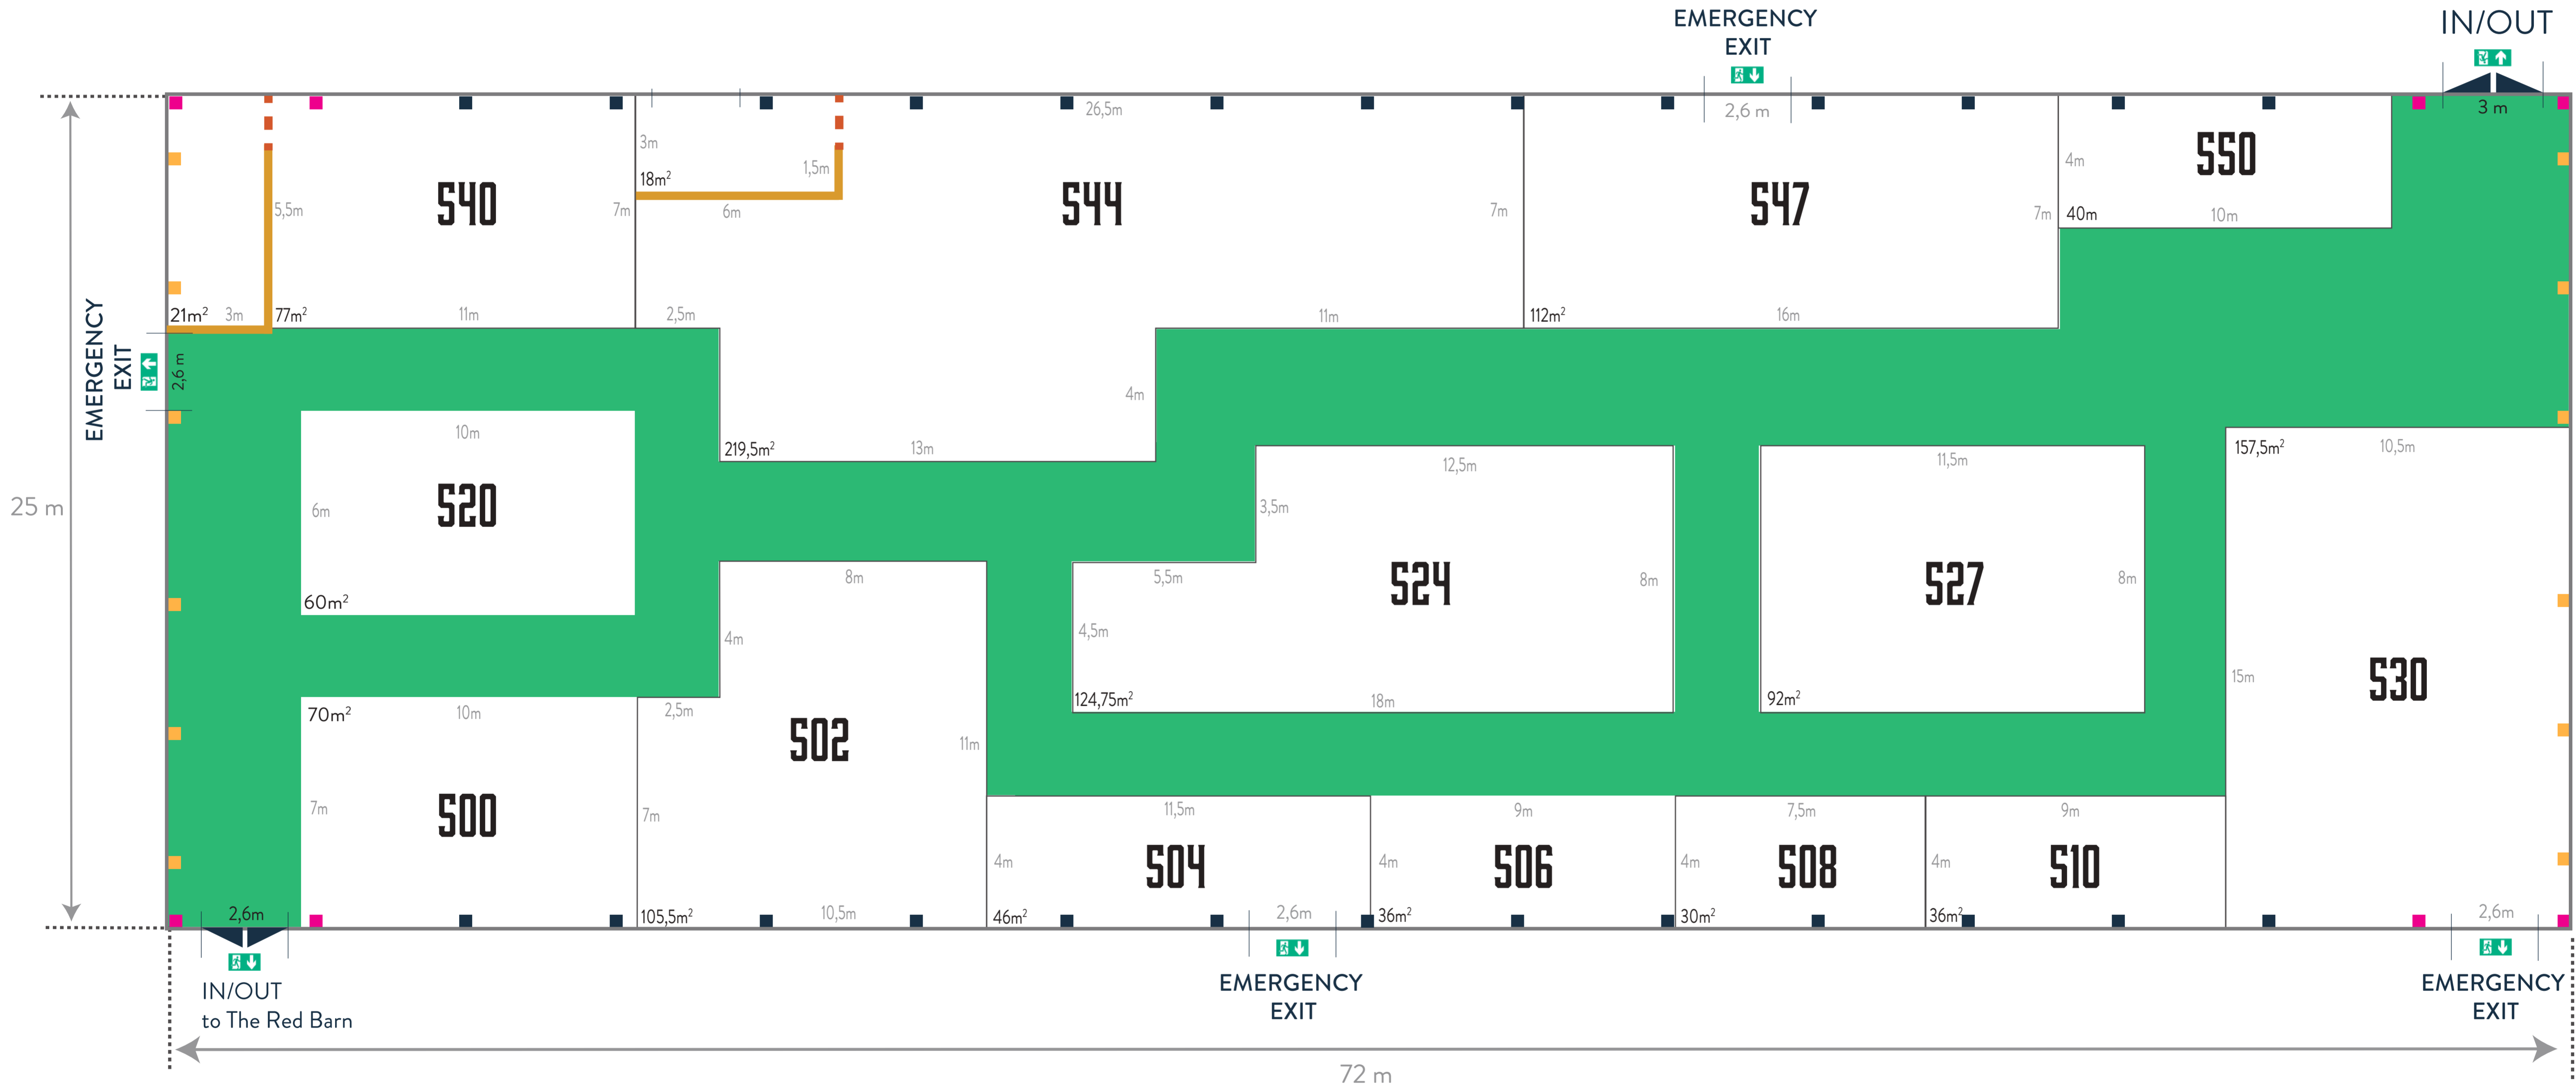 EMERGENCY
EXIT
IN/OUT
2,6 m
3 m
26,5m
3m
1,5m
18m²
6m
5,5m
540
7m
544
7m
547
7m
550
4m
40m
10m
21m²
3m
77m²
11m
2,5m
11m
112m²
16m
EMERGENCY
EXIT
2,6 m
4m
219,5m²
13m
10m
6m
520
60m²
12,5m
3,5m
524
8m
5,5m
4,5m
124,75m²
18m
11,5m
527
8m
92m²
157,5m²
10,5m
15m
530
25 m
8m
4m
2,5m
502
11m
7m
105,5m²
10,5m
70m²
10m
7m
500
2,6m
11,5m
4m
504
46m²
2,6m
9m
4m
506
36m²
7,5m
4m
508
30m²
9m
4m
510
36m²
2,6m
IN/OUT
to The Red Barn
EMERGENCY
EXIT
EMERGENCY
EXIT
72 m